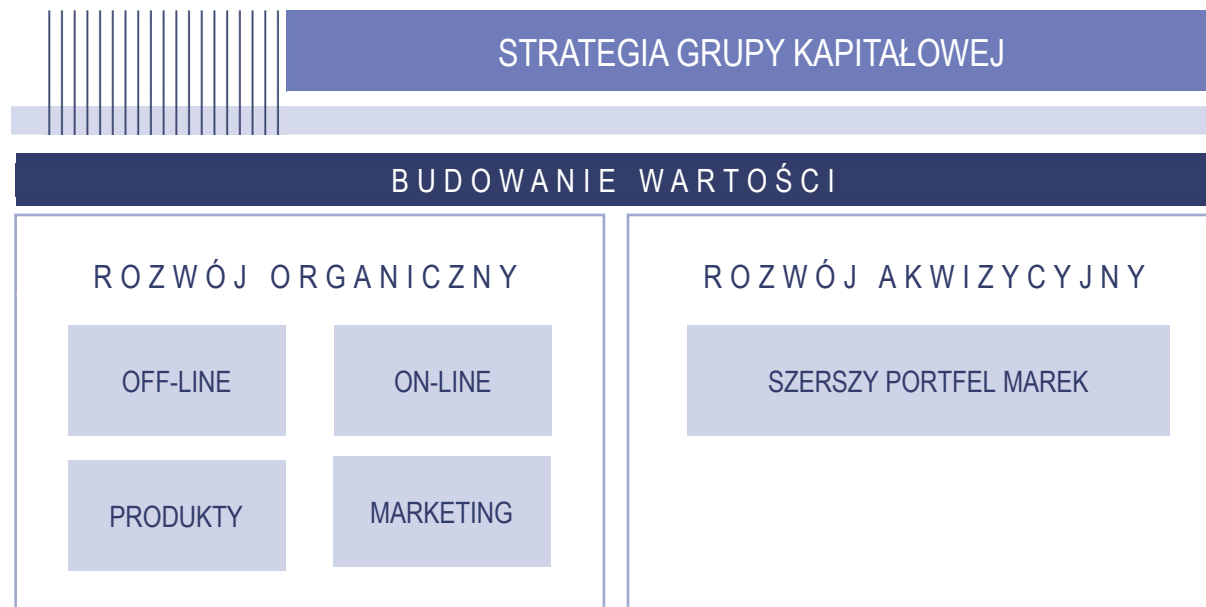 STRATEGIA GRUPY KAPITAŁOWEJ
BUDOWANIE WARTOŚCI
ROZWÓJ ORGANICZNY
OFF-LINE
ON-LINE
PRODUKTY
MARKETING
ROZWÓJ AKWIZYCYJNY
SZERSZY PORTFEL MAREK